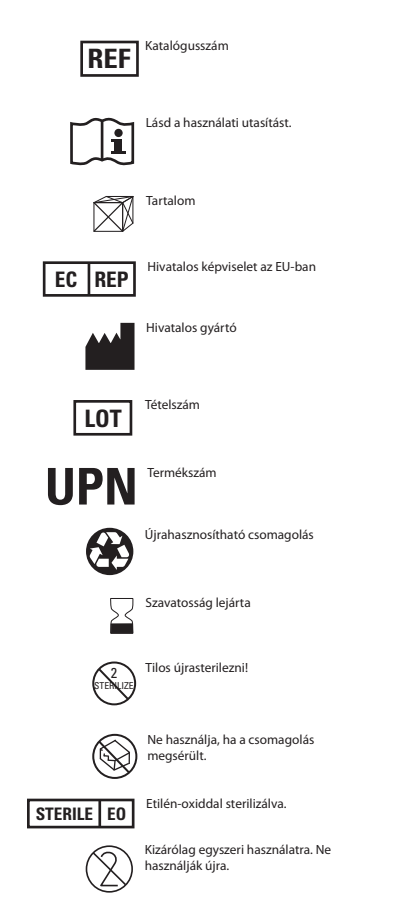 REF Katalógusszám
Lásd a használati utasítást.
Tartalom
EC REP Hivatalos képviselet az EU-ban
Hivatalos gyártó
LOT Tételszám
UPN Termékszám
Újrahasznosítható csomagolás
Szavatosság lejárta
2
STERILIZE
Tilos újrasterilezni!
Ne használja, ha a csomagolás
megsérült.
STERILE EO Etilén-oxiddal sterilizálva.
2 Kizárólag egyszeri használatra. Ne
használják újra.